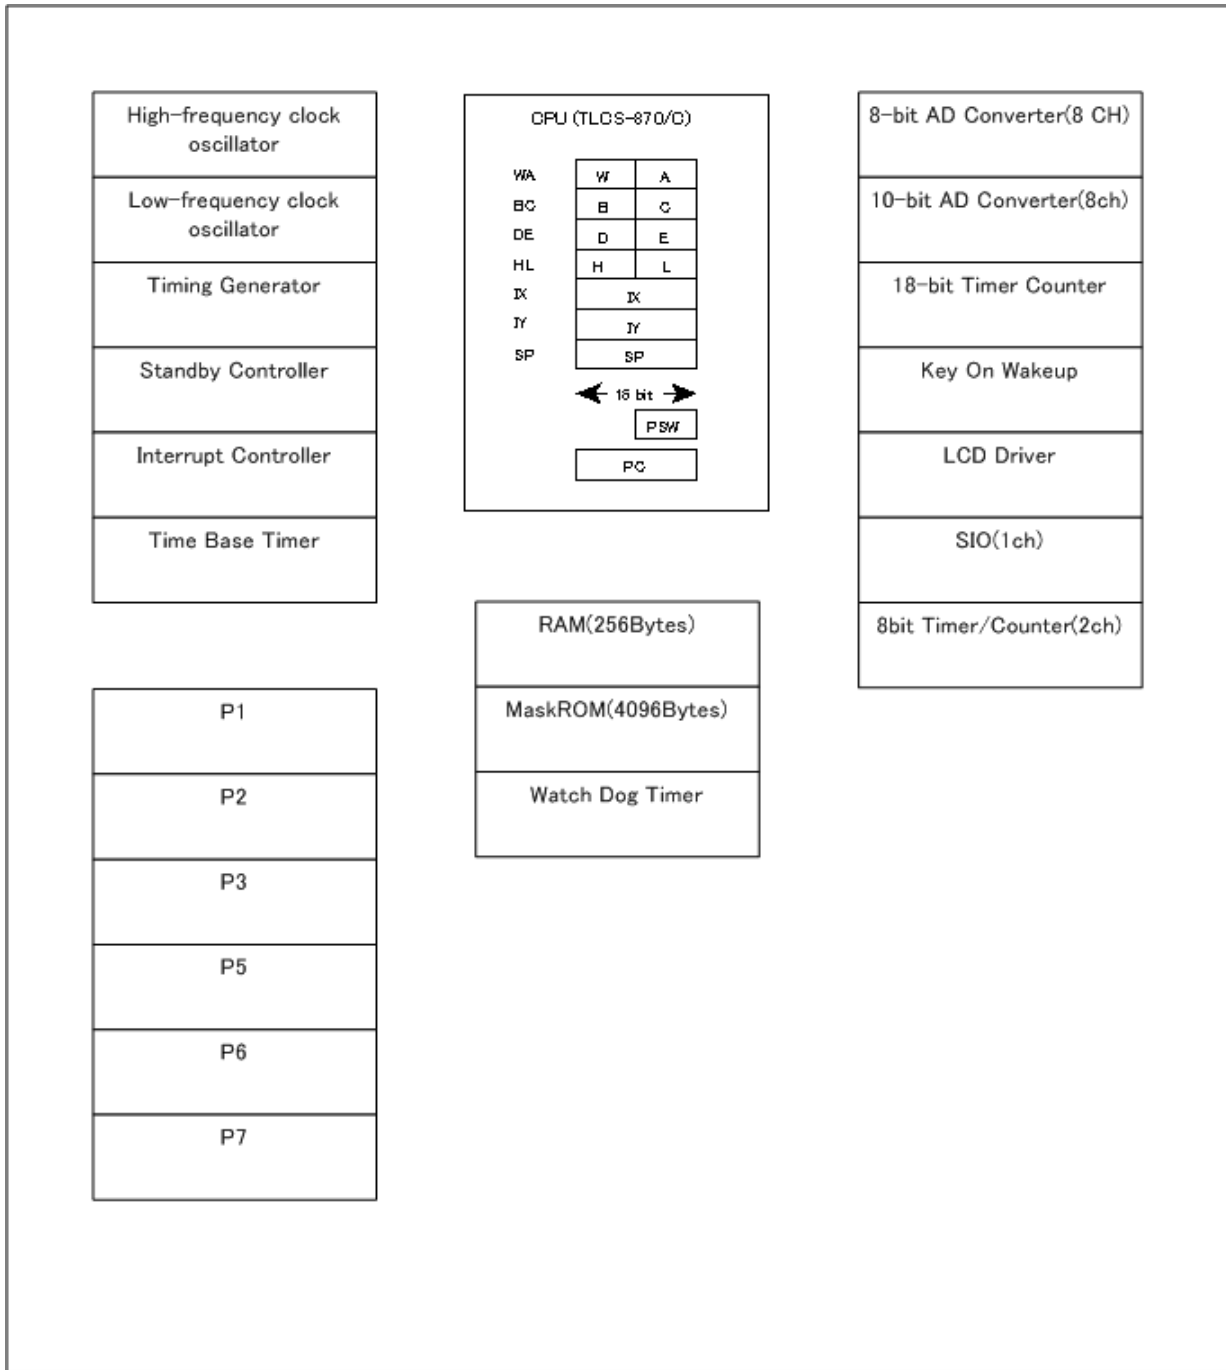 High-frequency clock
oscillator
Low-frequency clock
oscillator
Timing Generator
Standby Controller
Interrupt Controller
Time Base Timer
P1
P2
P3
P5
P6
P7
CPU (TLCS-870/C)
WA W A
BC B C
DE D E
HL H L
IX IX
IY IY
SP SP
16 bit
PSW
PC
RAM(256Bytes)
MaskROM(4096Bytes)
Watch Dog Timer
8-bit AD Converter(8 CH)
10-bit AD Converter(8ch)
18-bit Timer Counter
Key On Wakeup
LCD Driver
SIO(1ch)
8bit Timer/Counter(2ch)